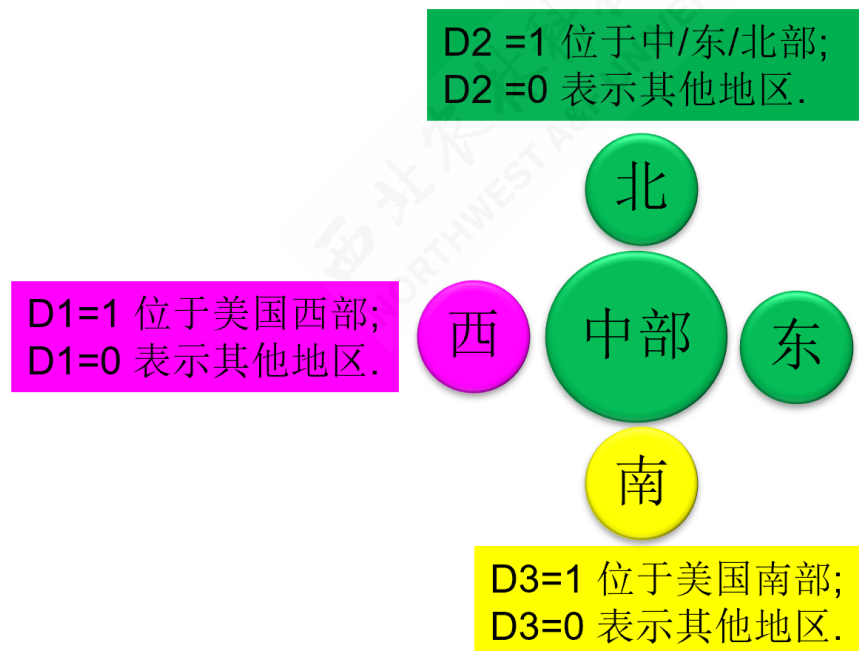 D2 =1 位于中/东/北部;
D2 =0 表示其他地区.
北
D1=1 位于美国西部;
D1=0 表示其他地区.
西
中部
东
南
D3=1 位于美国南部;
D3=0 表示其他地区.